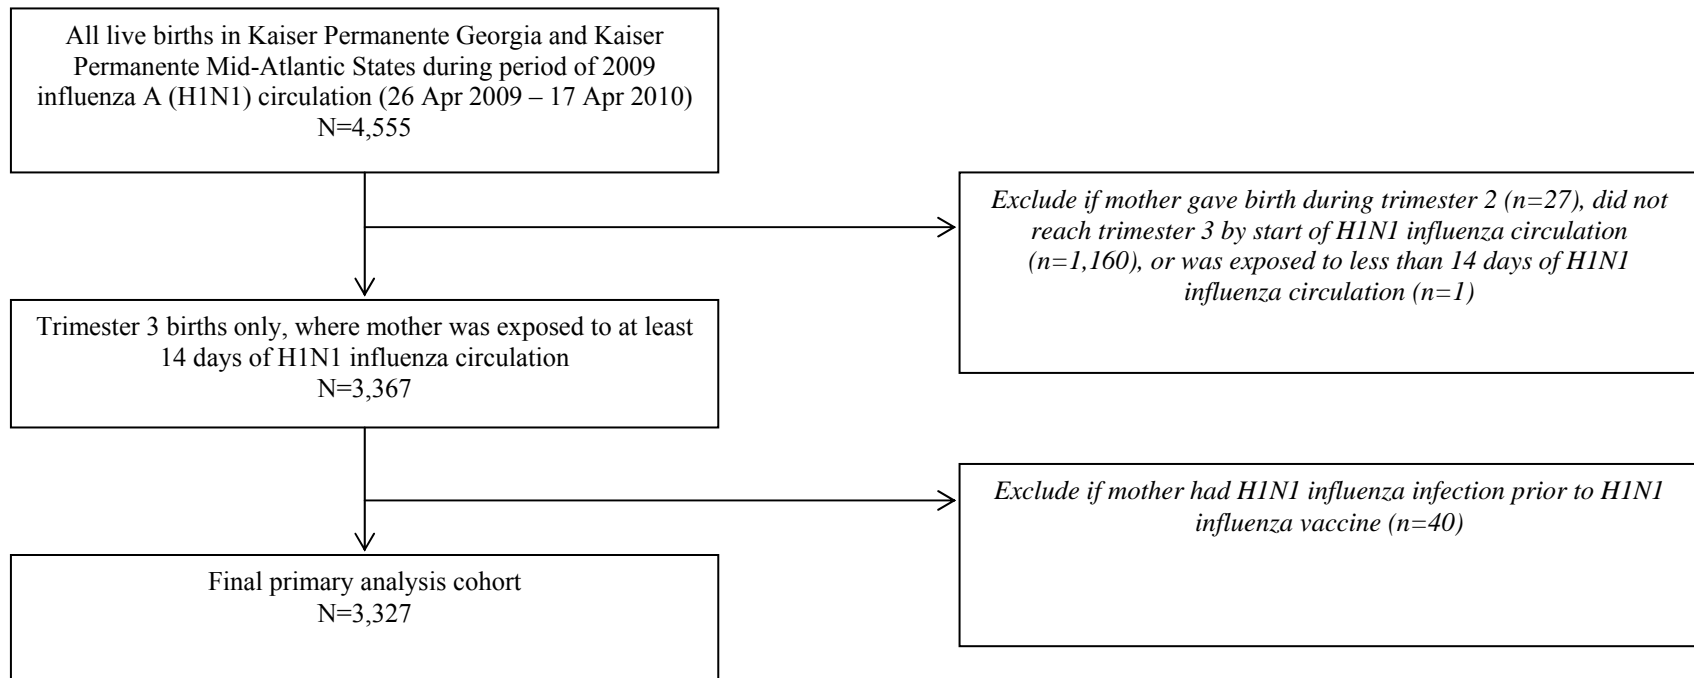 All live births in Kaiser Permanente Georgia and Kaiser
Permanente Mid-Atlantic States during period of 2009
influenza A (H1N1) circulation (26 Apr 2009 – 17 Apr 2010)
N=4,555
Exclude if mother gave birth during trimester 2 (n=27), did not
reach trimester 3 by start of H1N1 influenza circulation
(n=1,160), or was exposed to less than 14 days of H1N1
influenza circulation (n=1)
Trimester 3 births only, where mother was exposed to at least
14 days of H1N1 influenza circulation
N=3,367
Exclude if mother had H1N1 influenza infection prior to H1N1
influenza vaccine (n=40)
Final primary analysis cohort
N=3,327